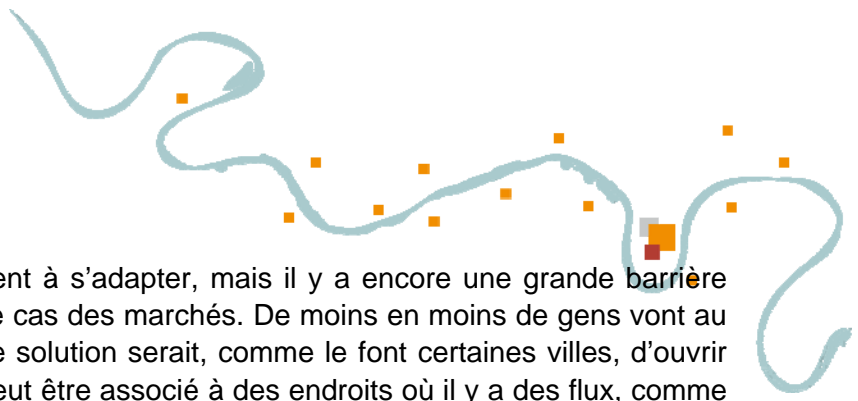 ent à s’adapter, mais il y a encore une grande barrière
cas des marchés. De moins en moins de gens vont au
solution serait, comme le font certaines villes, d’ouvrir
eut être associé à des endroits où il y a des flux, comme